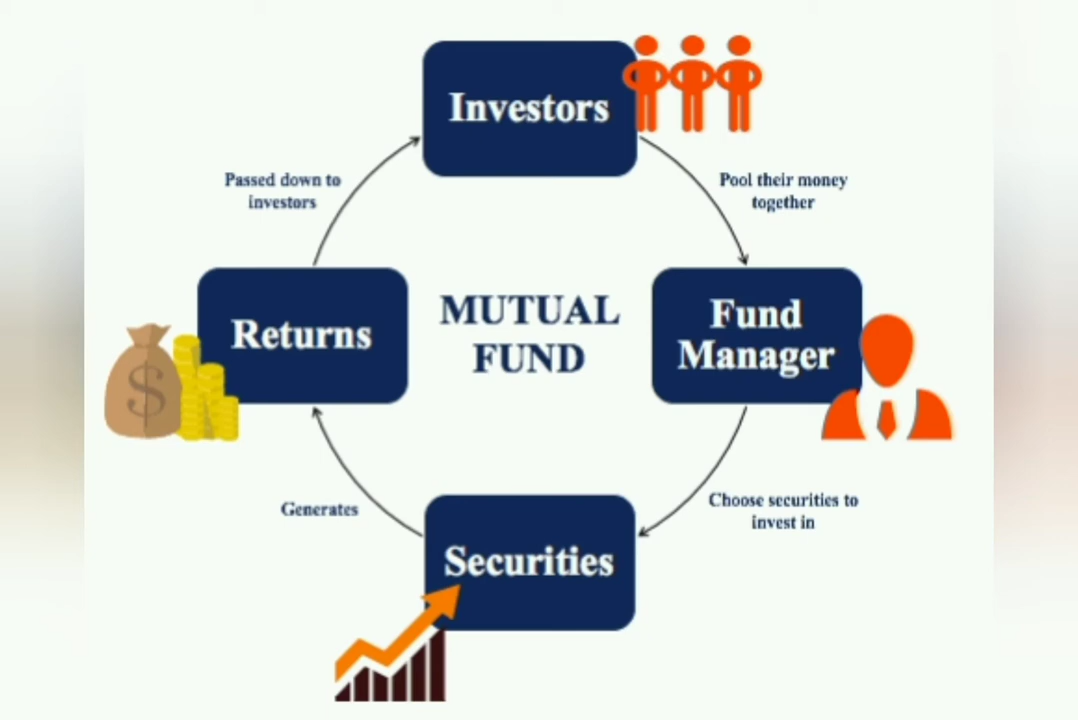 Investors
Passed down to
investors
Pool their money
together
Returns
MUTUAL
FUND
Fund
Manager
$
Generates
Choose securities to
invest in
Securities